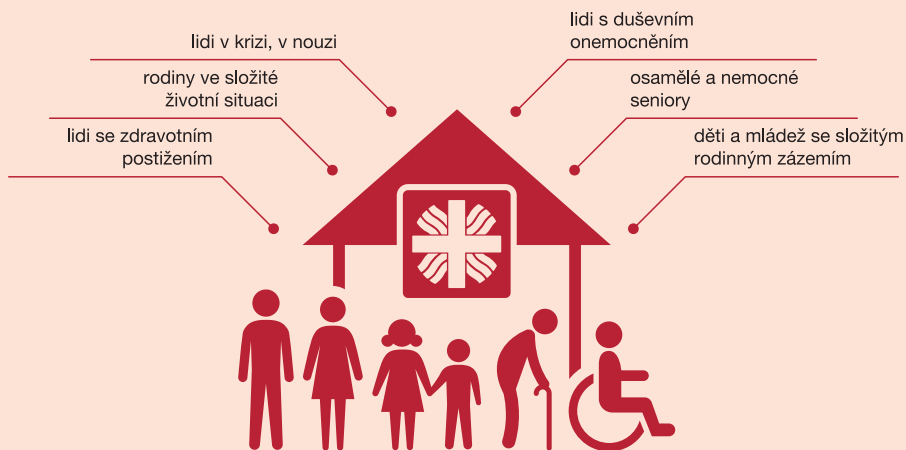 lidi v krizi, v nouzi
rodiny ve složité
životní situaci
lidi se zdravotním
postižením
lidi s duševním
onemocněním
osamělé a nemocné
seniory
děti a mládež se složitým
rodinným zázemím